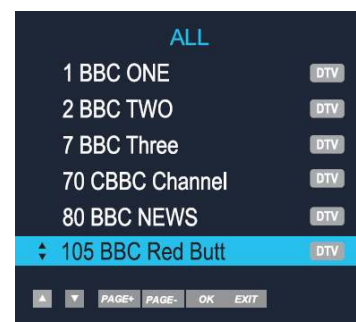 ALL
1 BBC ONE DTV
2 BBC TWO DTV
7 BBC Three DTV
70 CBBC Channel DTV
80 BBC NEWS DTV
105 BBC Red Butt DTV
PAGE+ PAGE- OK EXIT